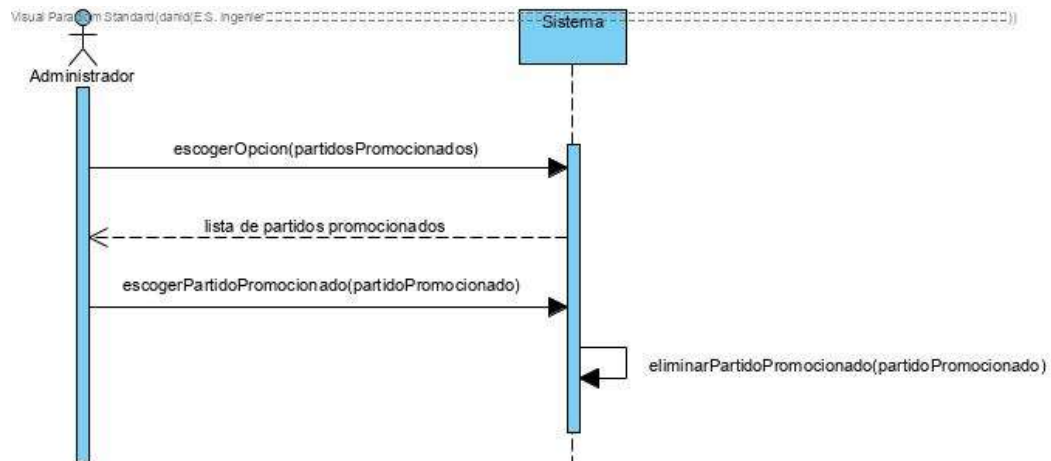 Visual Paradigm Standard(danid(E.S. Ingenier
Sistema
Administrador
escogerOpcion(partidosPromocionados)
lista de partidos promocionados
escogerPartidoPromocionado(partidoPromocionado)
eliminarPartidoPromocionado(partidoPromocionado)